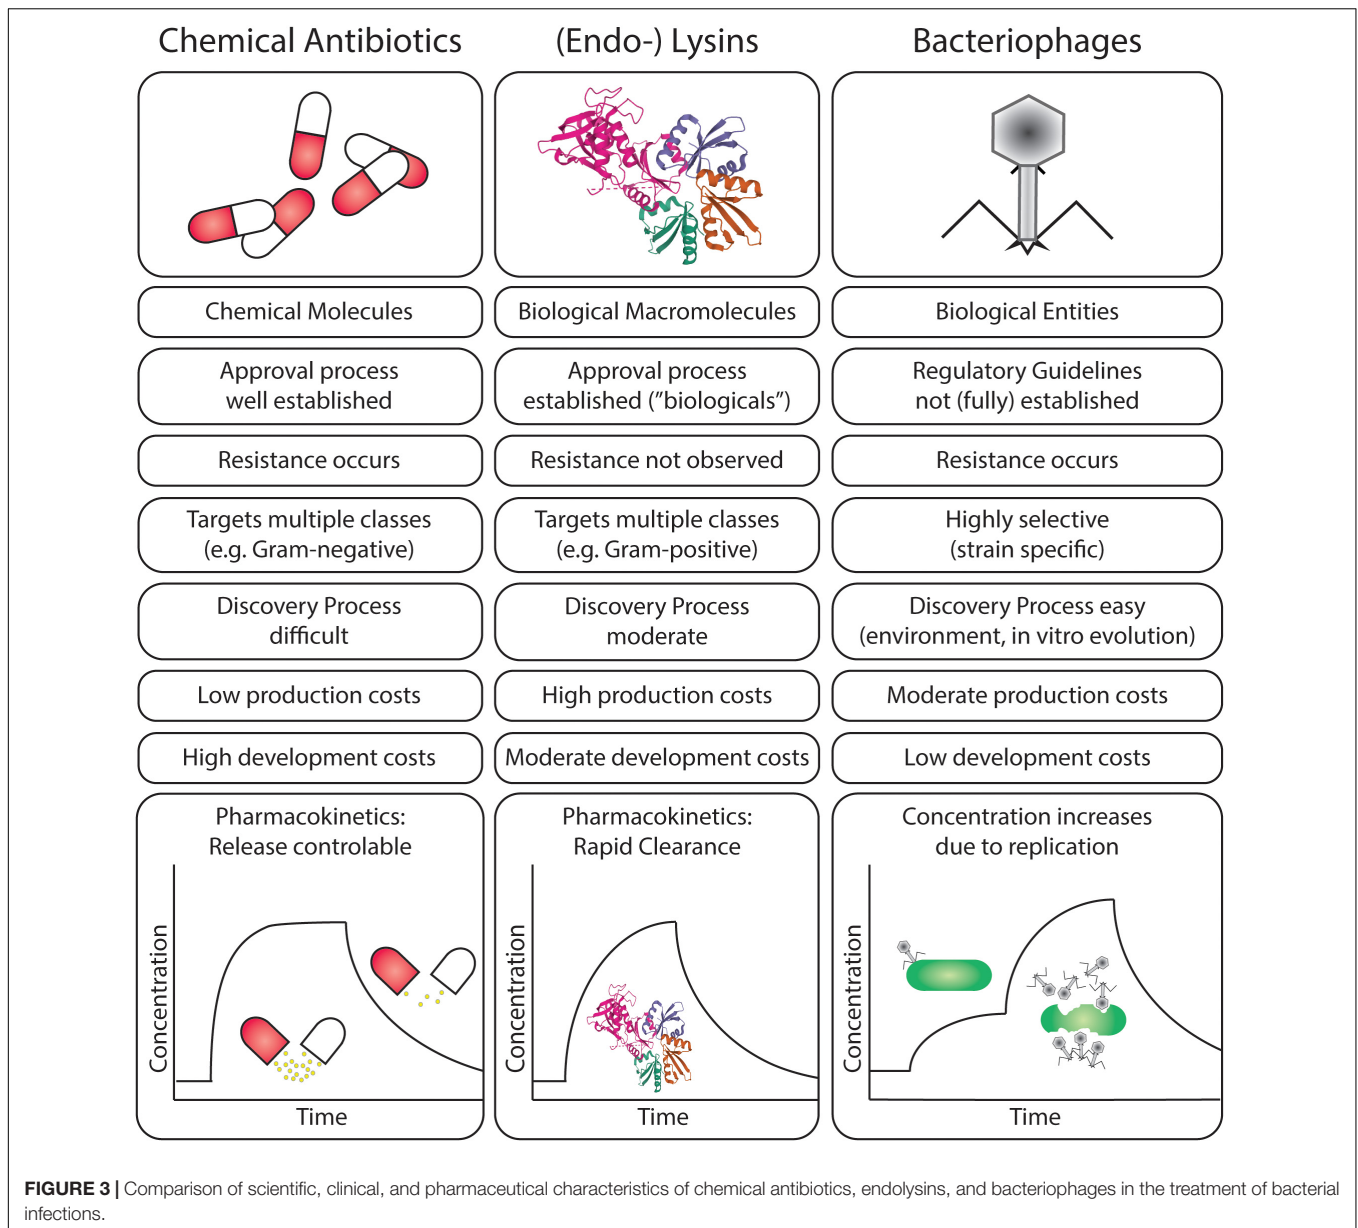 Chemical Antibiotics
(Endo-) Lysins
Bacteriophages
Chemical Molecules
Biological Macromolecules
Biological Entities
Approval process
well established
Approval process
established (”biologicals”)
Regulatory Guidelines
not (fully) established
Resistance occurs
Resistance not observed
Resistance occurs
Targets multiple classes
(e.g. Gram-negative)
Targets multiple classes
(e.g. Gram-positive)
Highly selective
(strain specific)
Discovery Process
difficult
Discovery Process
moderate
Discovery Process easy
(environment, in vitro evolution)
Low production costs
High production costs
Moderate production costs
High development costs
Moderate development costs
Low development costs
Pharmacokinetics:
Release controlable
Concentration
Time
Pharmacokinetics:
Rapid Clearance
Concentration
Time
Concentration increases
due to replication
Concentration
Time
FIGURE 3 | Comparison of scientific, clinical, and pharmaceutical characteristics of chemical antibiotics, endolysins, and bacteriophages in the treatment of bacterial
infections.